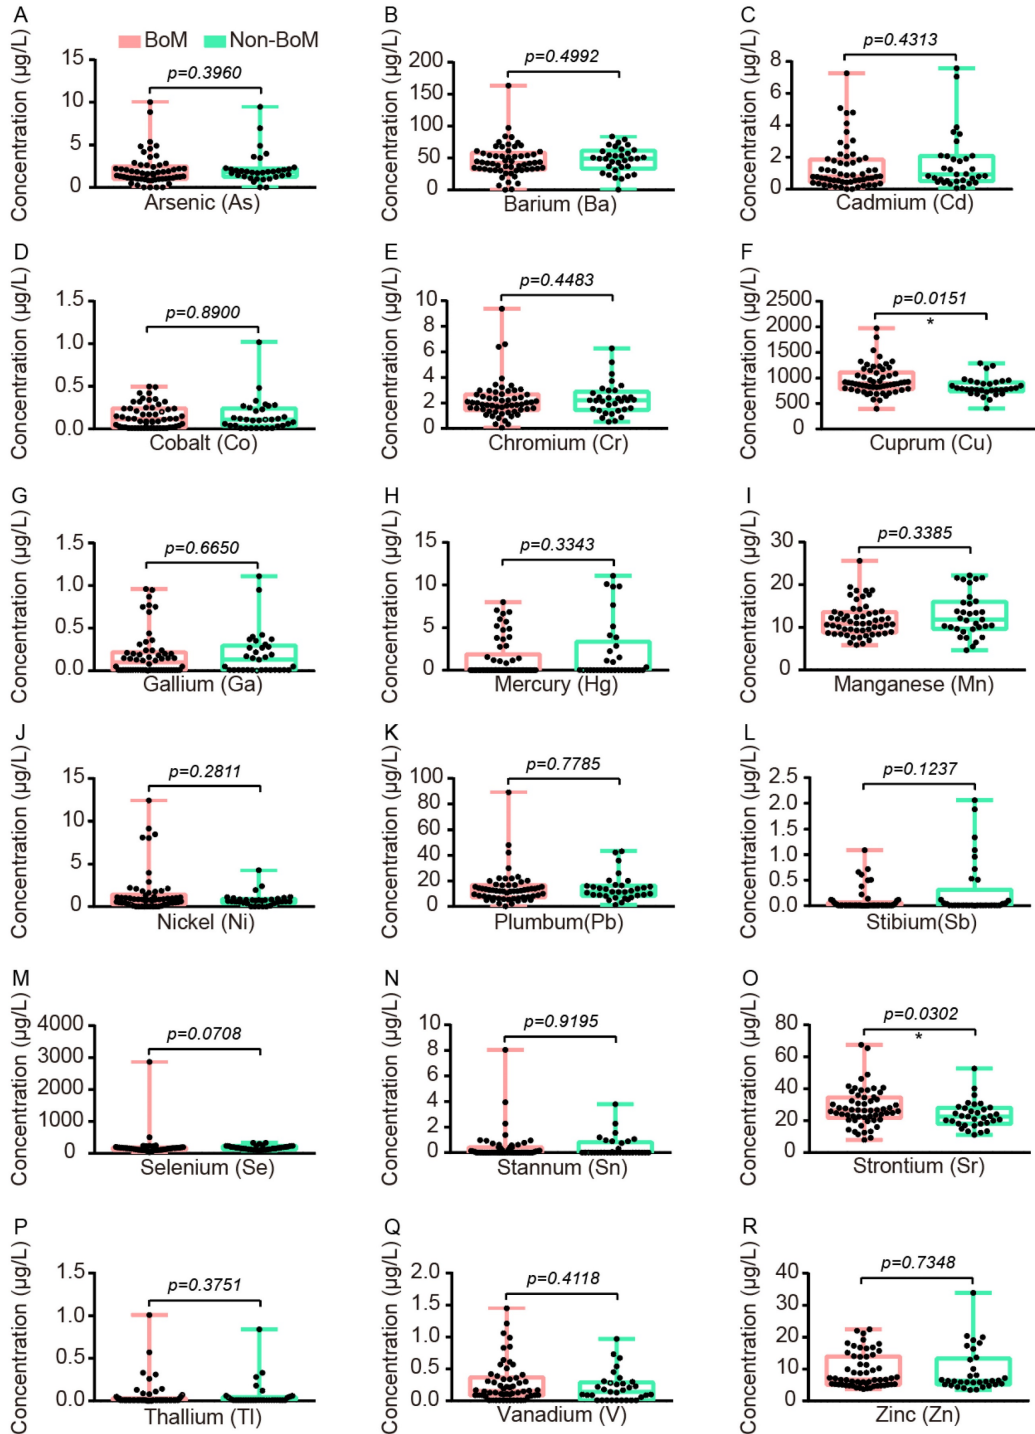 A
BoM Non-BoM
Concentration (µg/L)
p=0.3960
15
10
5
0
Arsenic (As)
B
Concentration (µg/L)
p=0.4992
200
150
100
50
0
Barium (Ba)
C
Concentration (µg/L)
p=0.4313
8
6
4
2
0
Cadmium (Cd)
D
Concentration (µg/L)
p=0.8900
1.5
1.0
0.5
0.0
Cobalt (Co)
E
Concentration (µg/L)
p=0.4483
10
8
6
4
2
0
Chromium (Cr)
F
Concentration (µg/L)
p=0.0151
*
2500
2000
1500
1000
500
0
Cuprum (Cu)
G
Concentration (µg/L)
p=0.6650
1.5
1.0
0.5
0.0
Gallium (Ga)
H
Concentration (µg/L)
p=0.3343
15
10
5
0
Mercury (Hg)
I
Concentration (µg/L)
p=0.3385
30
20
10
0
Manganese (Mn)
J
Concentration (µg/L)
p=0.2811
15
10
5
0
Nickel (Ni)
K
Concentration (µg/L)
p=0.7785
100
80
60
40
20
0
Plumbum(Pb)
L
Concentration (µg/L)
p=0.1237
2.5
2.0
1.5
1.0
0.5
0.0
Stibium(Sb)
M
Concentration (µg/L)
p=0.0708
4000
3000
2000
1000
0
Selenium (Se)
N
Concentration (µg/L)
p=0.9195
10
8
6
4
2
0
Stannum (Sn)
O
Concentration (µg/L)
p=0.0302
*
80
60
40
20
0
Strontium (Sr)
P
Concentration (µg/L)
p=0.3751
1.5
1.0
0.5
0.0
Thallium (Tl)
Q
Concentration (µg/L)
p=0.4118
2.0
1.5
1.0
0.5
0.0
Vanadium (V)
R
Concentration (µg/L)
p=0.7348
40
30
20
10
0
Zinc (Zn)